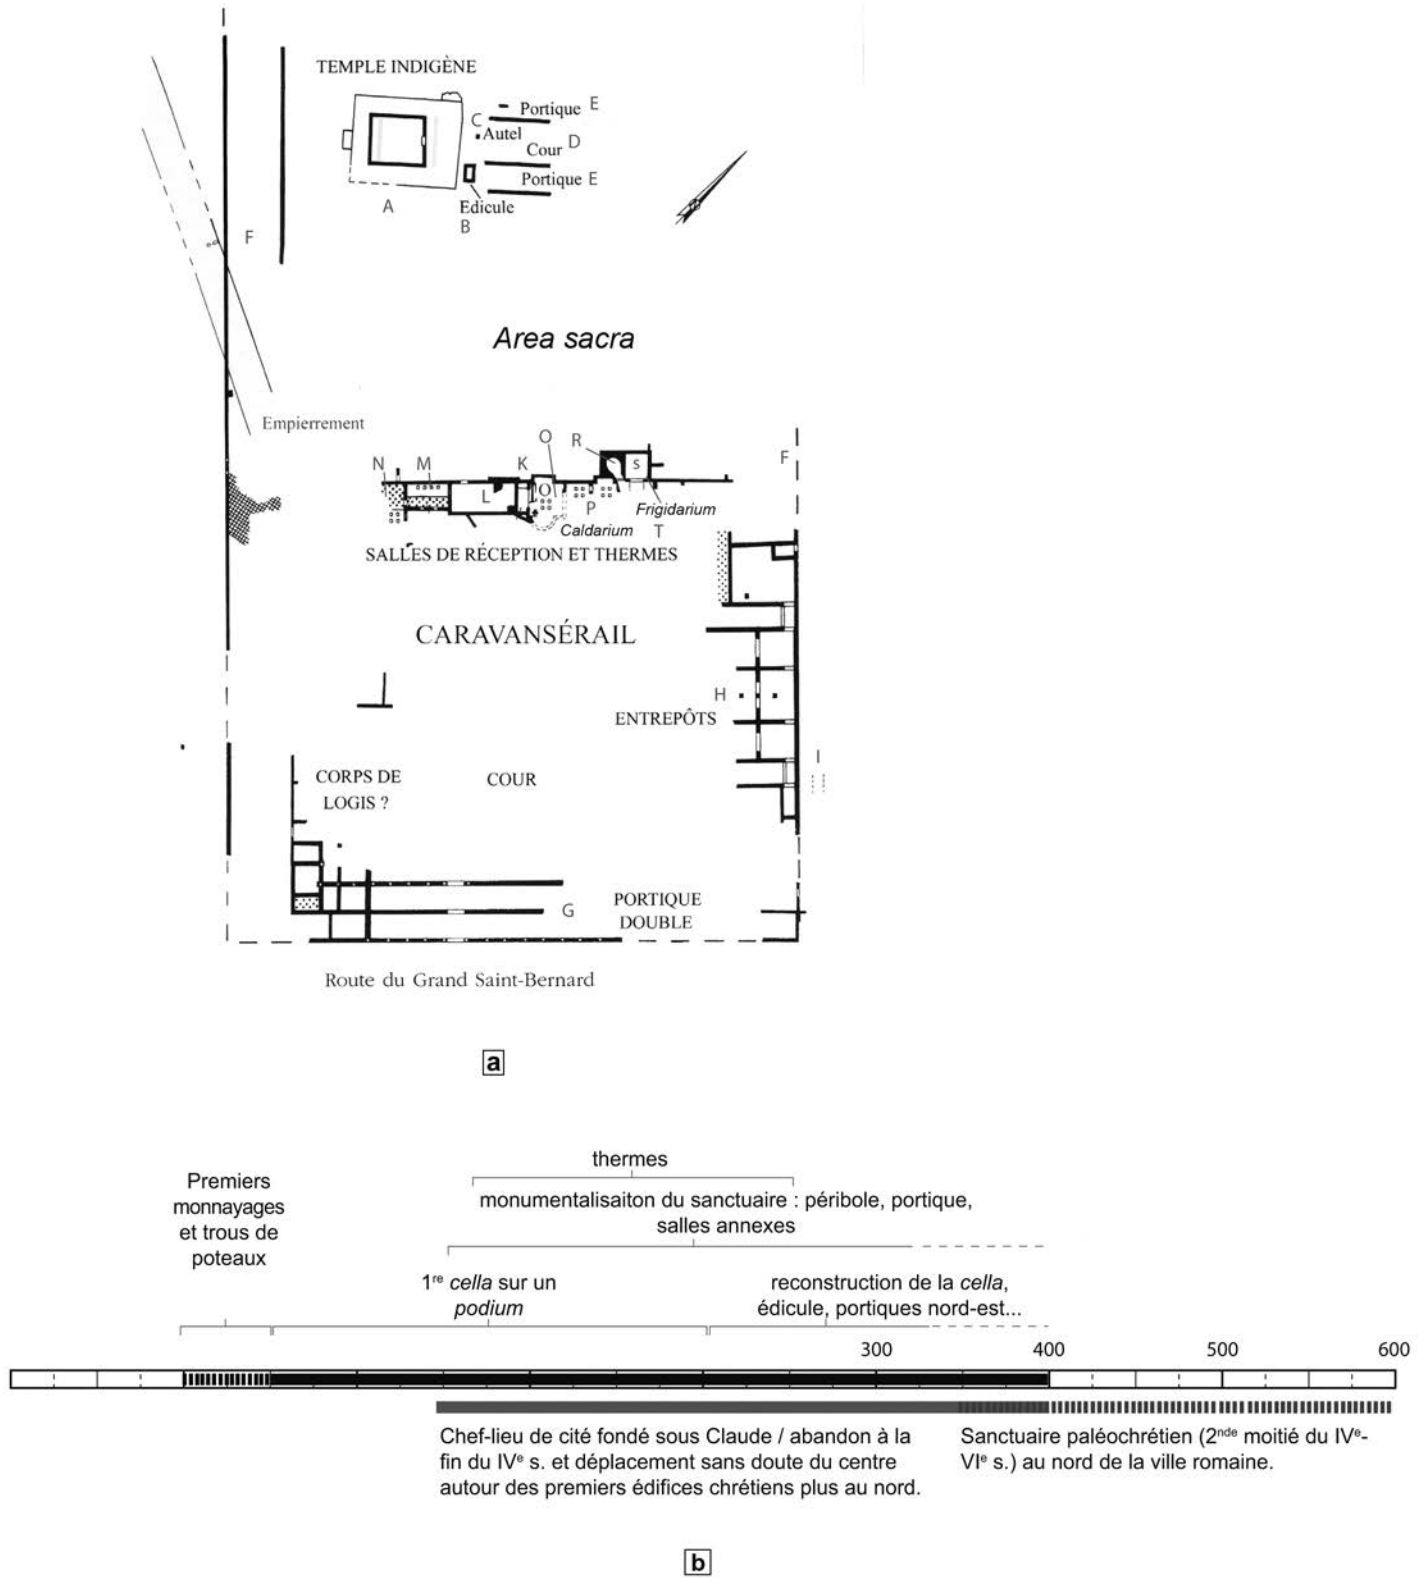 TEMPLE INDIGÈNE
Portique E
C
Autel
Cour D
Portique E
A
Edicule
B
F
Area sacra
Empierrement
N M K O R S F
L O P
Frigidarium
Caldarium T
SALLES DE RÉCEPTION ET THERMES
CARAVANSÉRAIL
H
ENTREPÔTS
I
CORPS DE
LOGIS ?
COUR
G
PORTIQUE
DOUBLE
Route du Grand Saint-Bernard
a
thermes
Premiers
monnayages
et trous de
poteaux
monumentalisaiton du sanctuaire : péribole, portique,
salles annexes
1re cella sur un
podium
reconstruction de la cella,
édicule, portiques nord-est...
300 400 500 600
Chef-lieu de cité fondé sous Claude / abandon à la
fin du IVe s. et déplacement sans doute du centre
autour des premiers édifices chrétiens plus au nord.
Sanctuaire paléochrétien (2nde moitié du IVe-
VIe s.) au nord de la ville romaine.
b